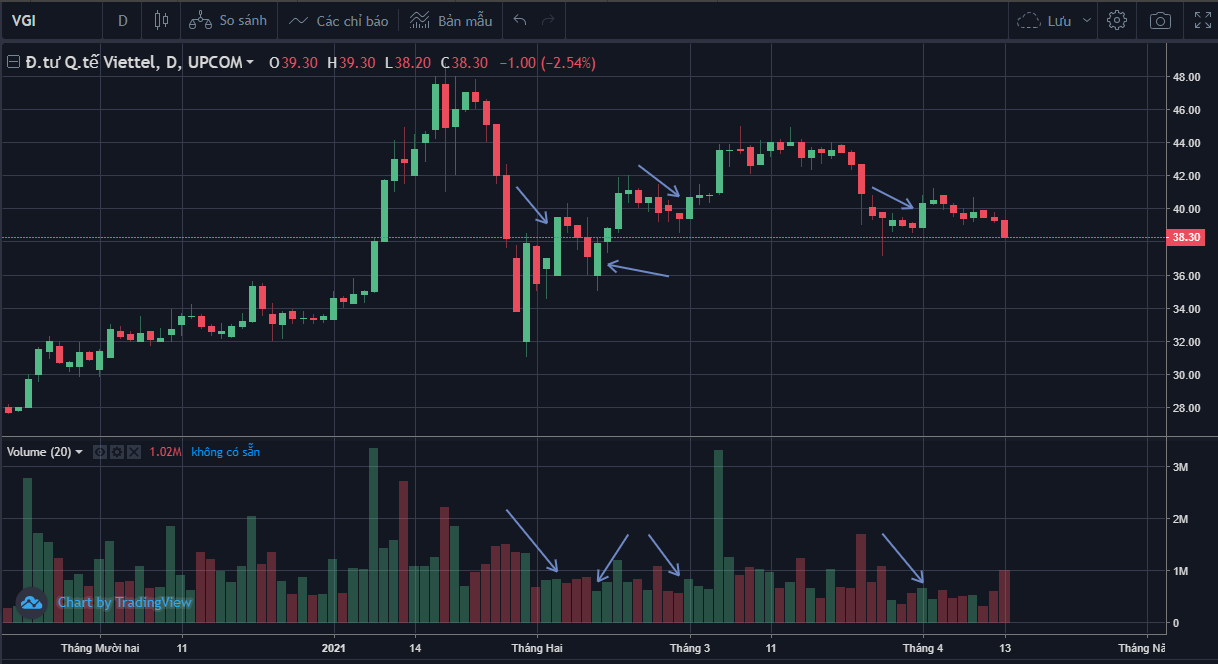 VGI D So sánh Các chỉ báo Bản mẫu Lưu
Đ.tư Q.tế Viettel, D, UPCOM O39.30 H39.30 L38.20 C38.30 −1.00 (−2.54%)
48.00
46.00
44.00
42.00
40.00
38.30
36.00
34.00
32.00
30.00
28.00
Volume (20) 1.02M không có sẵn
3M
2M
1M
0
Chart by TradingView
Tháng Mười hai 11 2021 14 Tháng Hai Tháng 3 11 Tháng 4 13 Tháng Nă